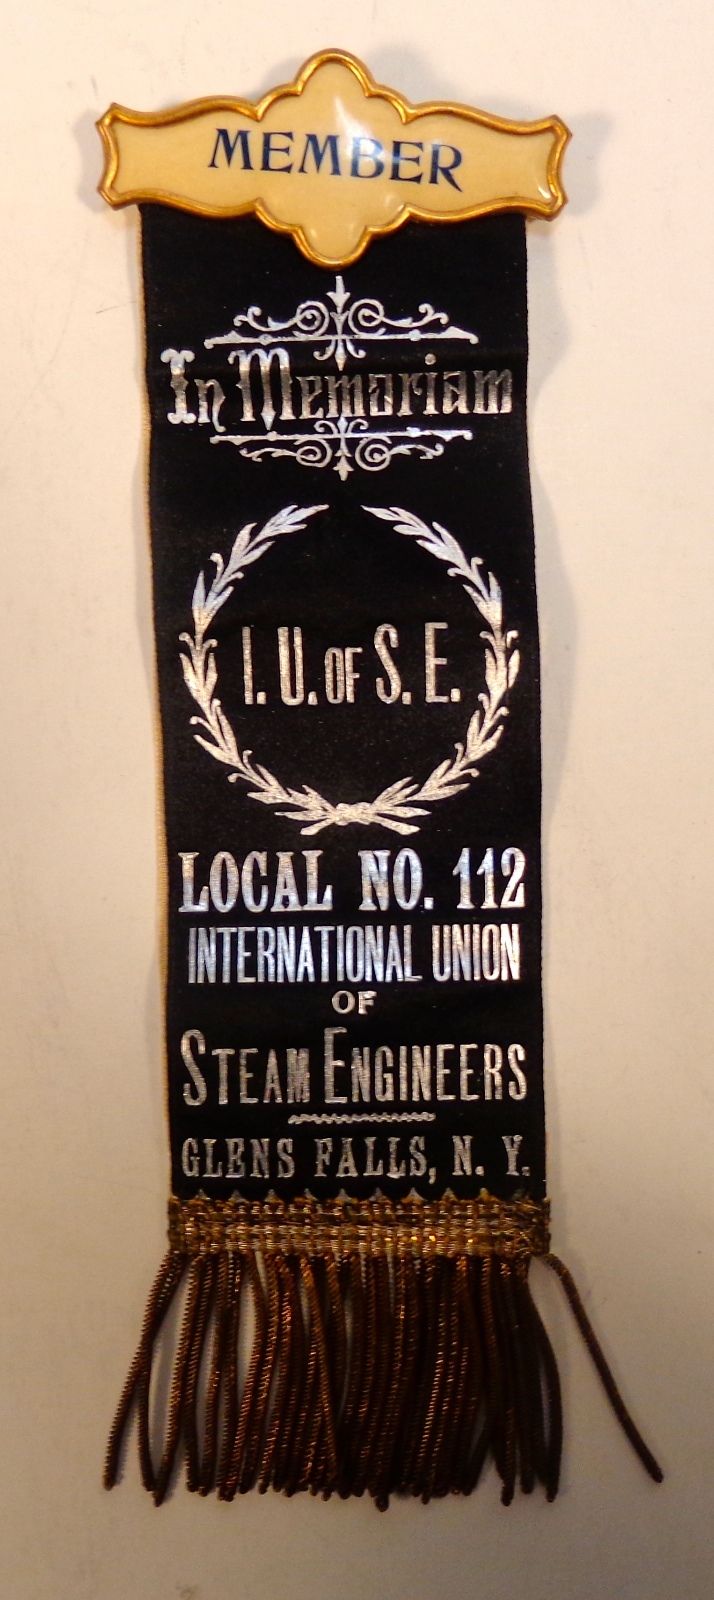 MEMBER
In Memoriam
I. U. OF S. E.
LOCAL NO. 112
INTERNATIONAL UNION
OF
STEAM ENGINEERS
GLENS FALLS, N. Y.